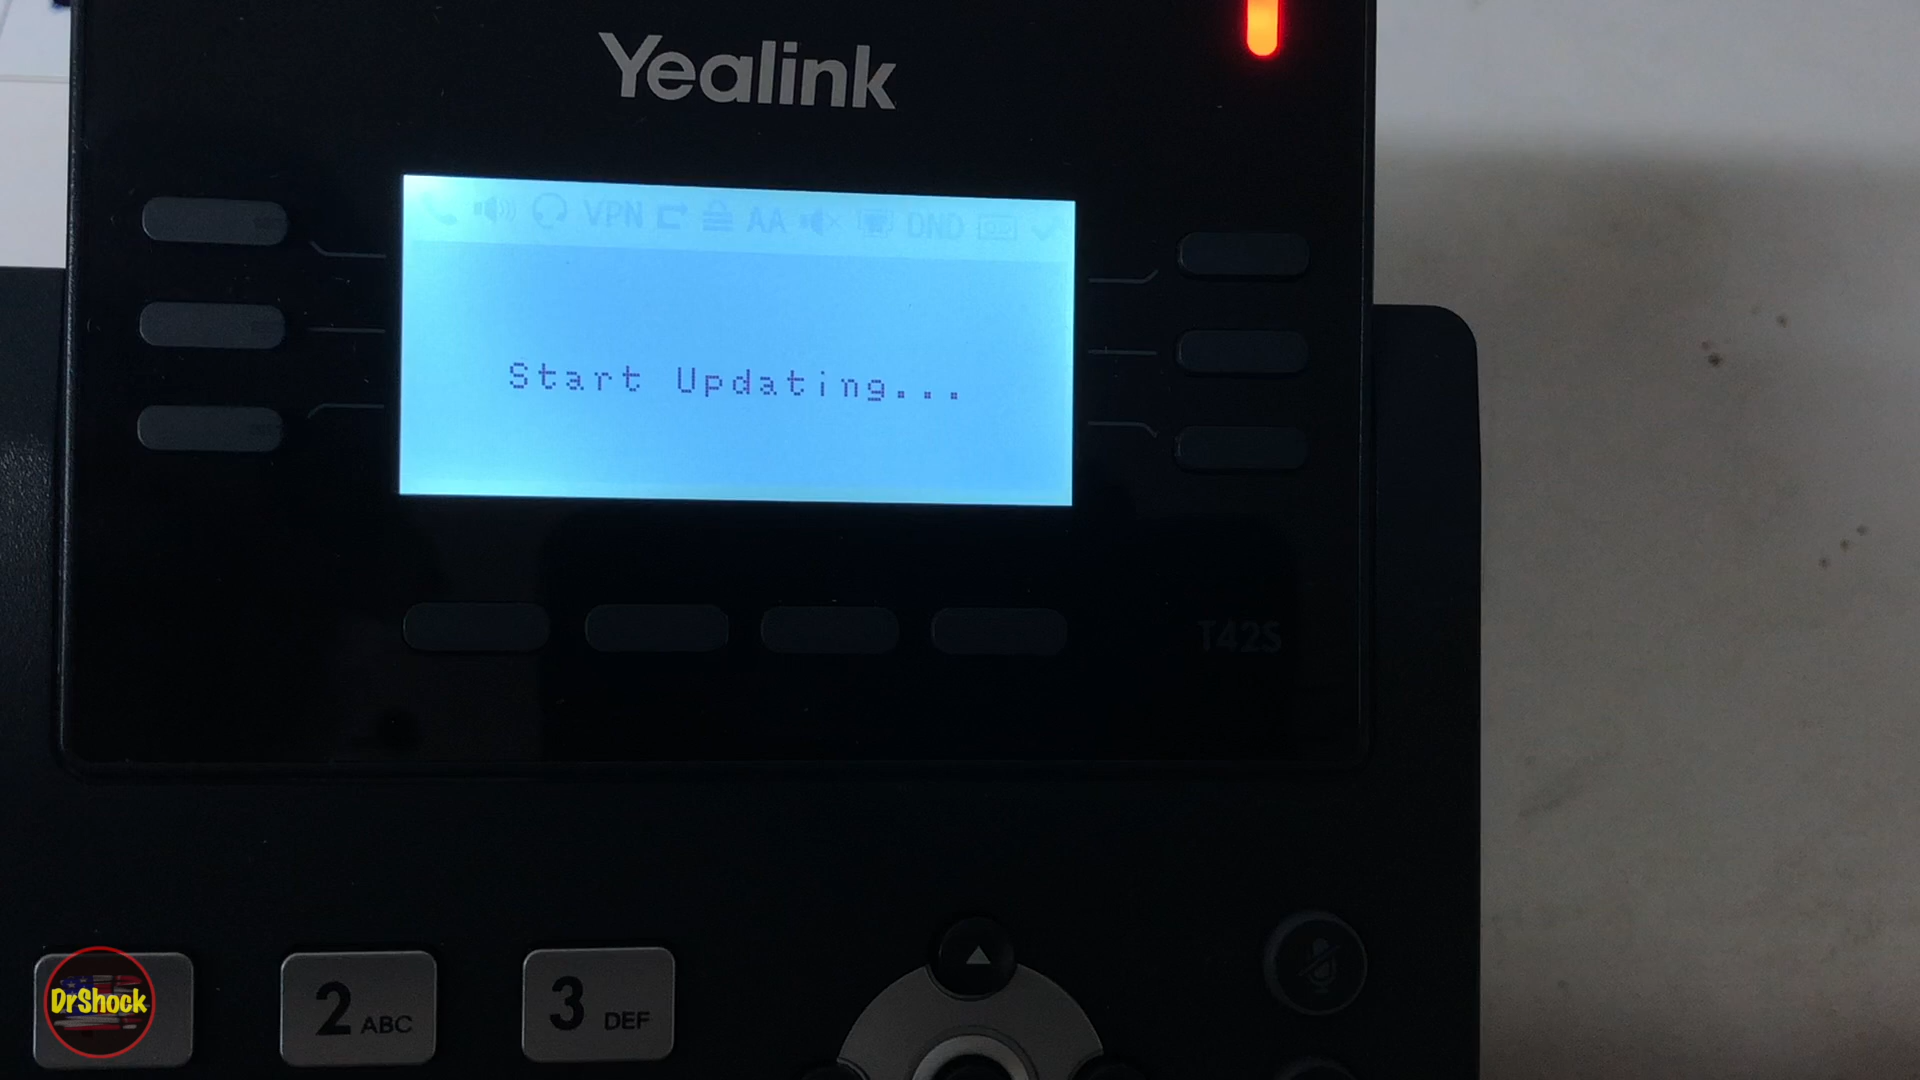 Yealink
VPN AA DND
Start Updating...
T42S
DrShock
2 ABC
3 DEF